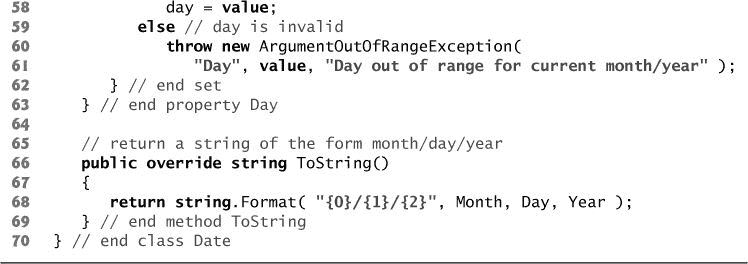 58 day = value;
59 else // day is invalid
60 throw new ArgumentOutOfRangeException(
61 "Day", value, "Day out of range for current month/year" );
62 } // end set
63 } // end property Day
64
65 // return a string of the form month/day/year
66 public override string ToString()
67 {
68 return string.Format( "{0}/{1}/{2}", Month, Day, Year );
69 } // end method ToString
70 } // end class Date